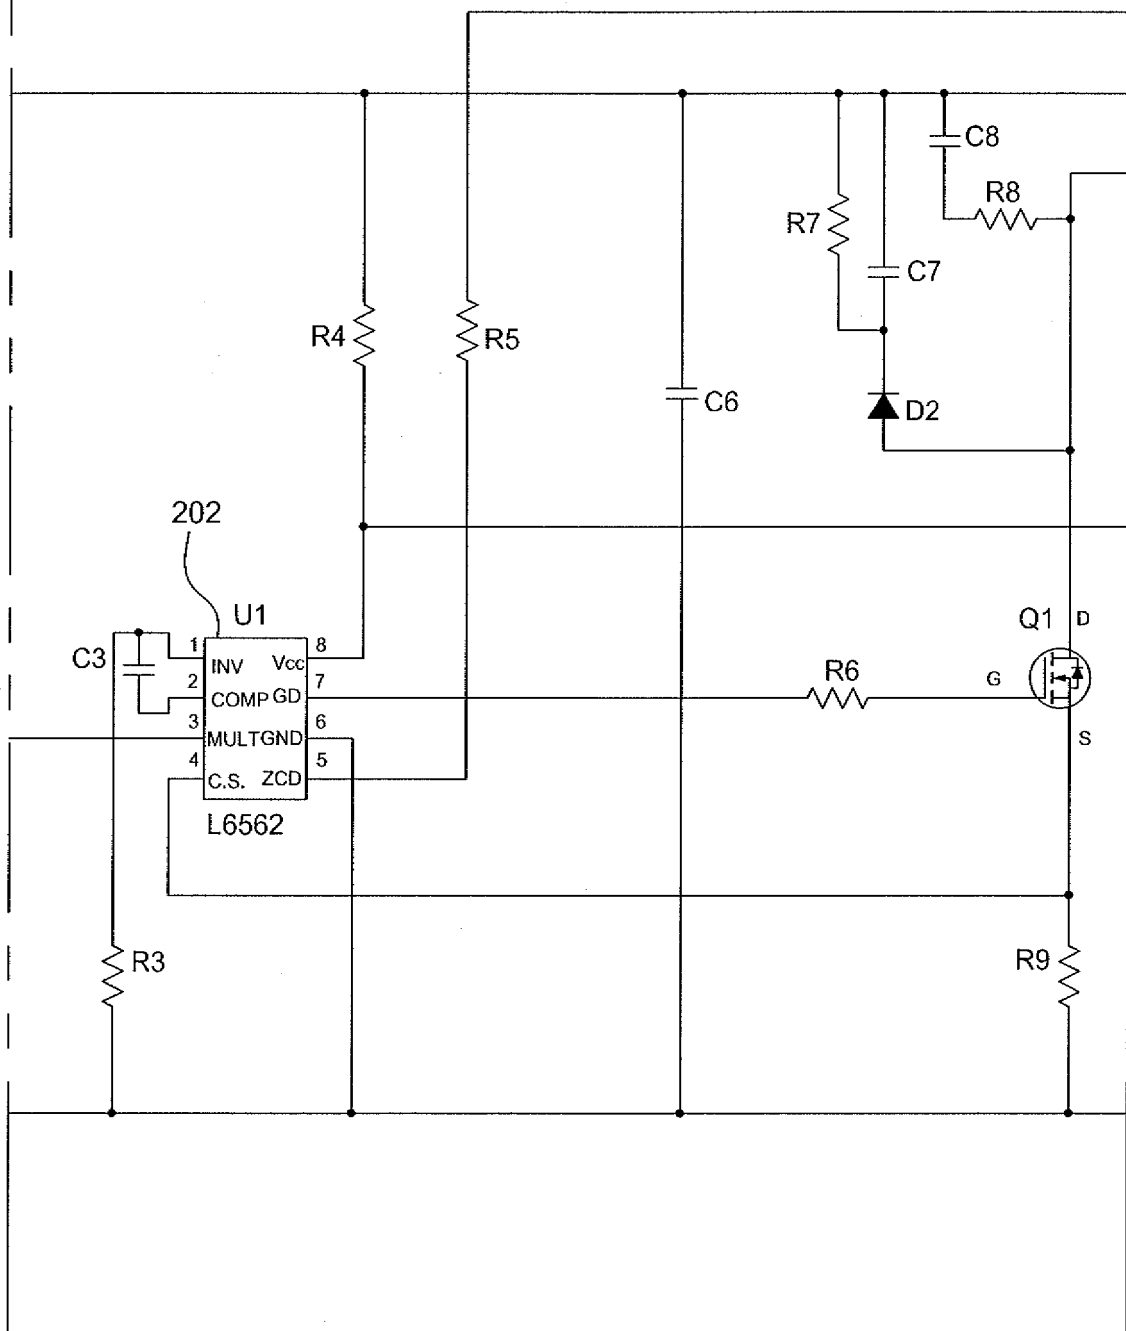 C8
R8
R7
C7
R4
R5
C6
D2
202
U1
Q1
D
C3
1
8
INV
Vcc
2
7
COMP
GD
R6
G
3
6
MULT
GND
S
4
5
C.S.
ZCD
L6562
R3
R9